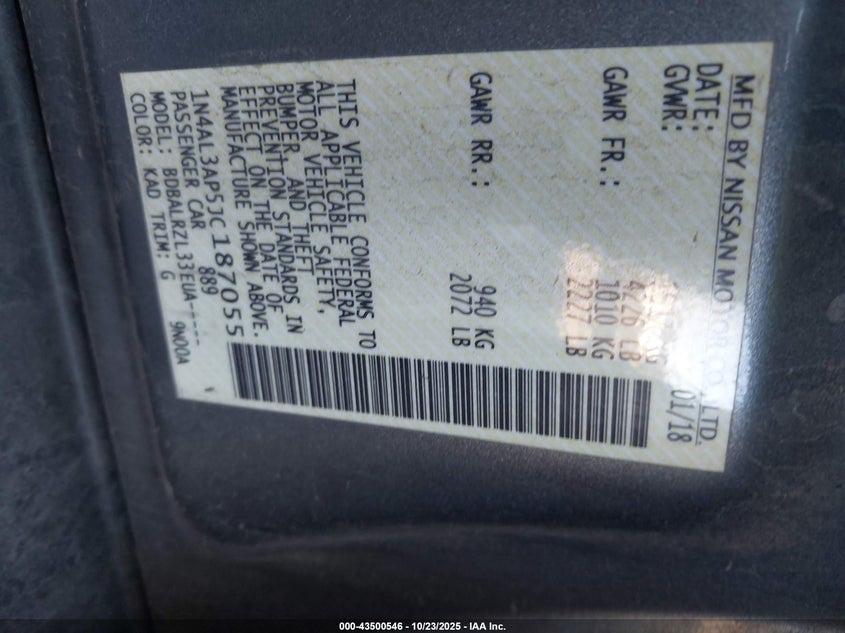 MFD BY NISSAN MOTOR CO., LTD.
DATE: 01/18
GVWR: KG
4226 LB
GAWR FR.: 1010 KG
2227 LB
GAWR RR.: 940 KG
2072 LB
THIS VEHICLE CONFORMS TO
ALL APPLICABLE FEDERAL
MOTOR VEHICLE SAFETY,
BUMPER, AND THEFT
PREVENTION STANDARDS IN
EFFECT ON THE DATE OF
MANUFACTURE SHOWN ABOVE.
1N4AL3AP5JC187055
PASSENGER CAR 889
MODEL: BDBALRZL33EUA-----
COLOR: KAD TRIM: G 9N00A
000-43500546 - 10/23/2025 - IAA Inc.